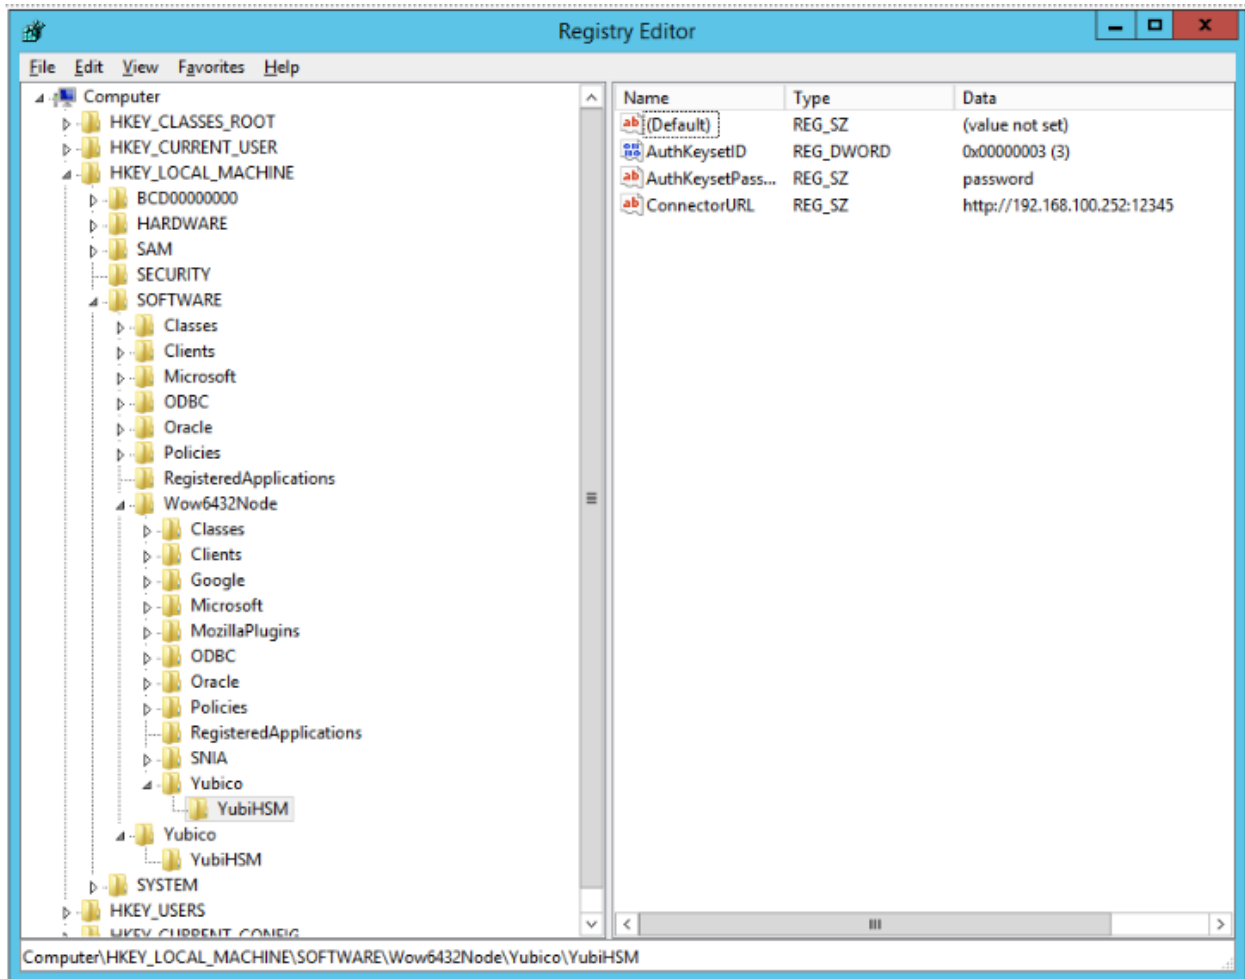 Registry Editor
File Edit View Favorites Help
Computer
HKEY_CLASSES_ROOT
HKEY_CURRENT_USER
HKEY_LOCAL_MACHINE
BCD00000000
HARDWARE
SAM
SECURITY
SOFTWARE
Classes
Clients
Microsoft
ODBC
Oracle
Policies
RegisteredApplications
Wow6432Node
Classes
Clients
Google
Microsoft
MozillaPlugins
ODBC
Oracle
Policies
RegisteredApplications
SNIA
Yubico
YubiHSM
Yubico
YubiHSM
SYSTEM
HKEY_USERS
HKEY_CURRENT_CONFIG
Name Type Data
(Default) REG_SZ (value not set)
AuthKeysetID REG_DWORD 0x00000003 (3)
AuthKeysetPass... REG_SZ password
ConnectorURL REG_SZ http://192.168.100.252:12345
Computer\HKEY_LOCAL_MACHINE\SOFTWARE\Wow6432Node\Yubico\YubiHSM